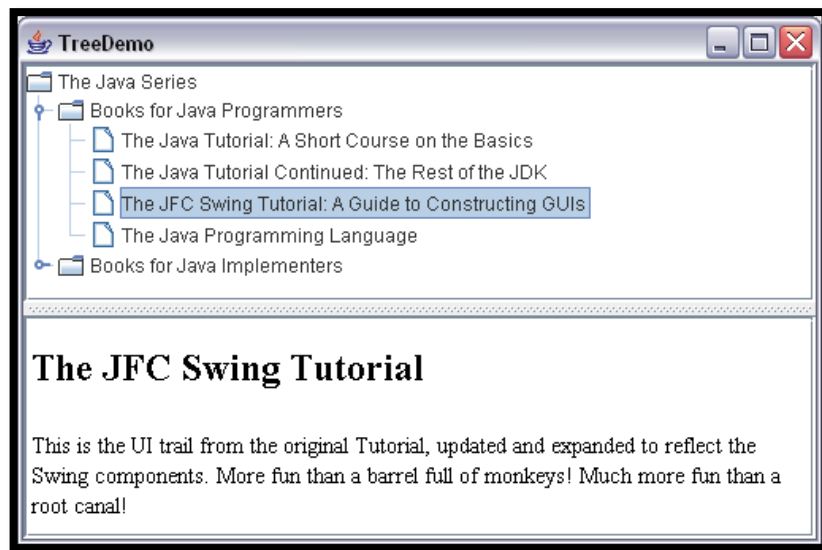 TreeDemo
The Java Series
Books for Java Programmers
The Java Tutorial: A Short Course on the Basics
The Java Tutorial Continued: The Rest of the JDK
The JFC Swing Tutorial: A Guide to Constructing GUIs
The Java Programming Language
Books for Java Implementers
The JFC Swing Tutorial
This is the UI trail from the original Tutorial, updated and expanded to reflect the
Swing components. More fun than a barrel full of monkeys! Much more fun than a
root canal!